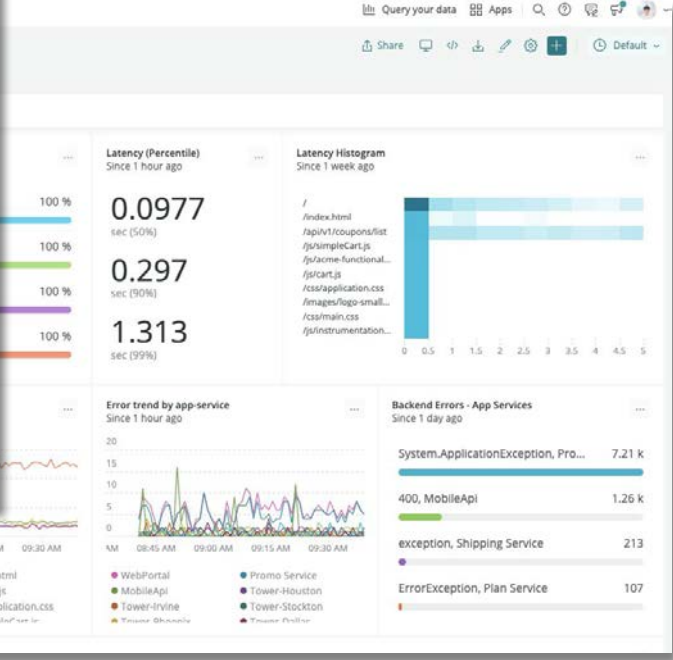 Query your data Apps
Share Default
100 %
100 %
100 %
100 %
Latency (Percentile)
Since 1 hour ago
0.0977
sec (50%)
0.297
sec (90%)
1.313
sec (99%)
Latency Histogram
Since 1 week ago
/
/index.html
/api/v1/coupons/list
/js/simpleCart.js
/js/acme-functional...
/js/cart.js
/css/application.css
/images/logo-small...
/css/main.css
/js/instrumentation...
0 0.5 1 1.5 2 2.5 3 3.5 4 4.5 5
09:30 AM
Error trend by app-service
Since 1 hour ago
20
15
10
5
0
AM 08:45 AM 09:00 AM 09:15 AM 09:30 AM
WebPortal Promo Service
MobileApi Tower-Houston
Tower-Irvine Tower-Stockton
Tower-Phoenix Tower-Dallas
Backend Errors - App Services
Since 1 day ago
System.ApplicationException, Pro... 7.21 k
400, MobileApi 1.26 k
exception, Shipping Service 213
ErrorException, Plan Service 107